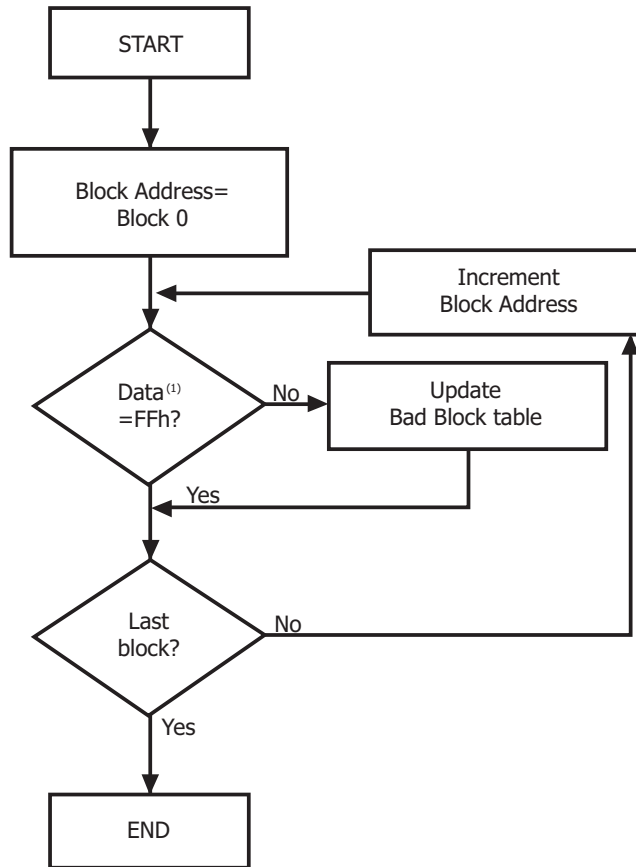 START
Block Address=
Block 0
Increment
Block Address
Data(1)
=FFh?
No
Update
Bad Block table
Yes
Last
block?
No
Yes
END